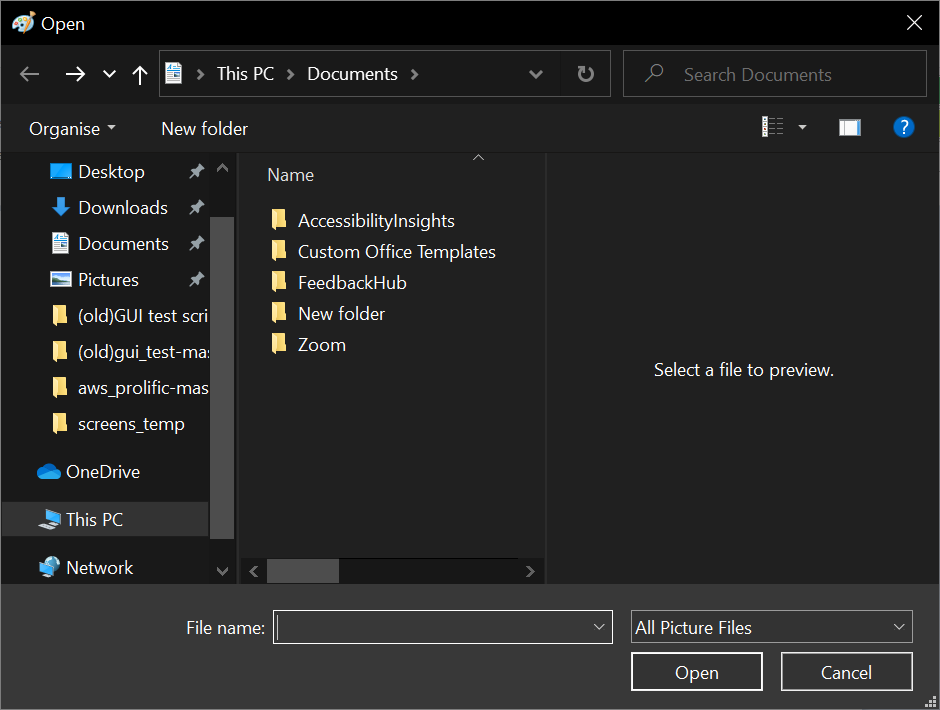 Open
This PC
Documents
Search Documents
Organise
New folder
?
Desktop
Downloads
Documents
Pictures
(old)GUI test scri
(old)gui_test-mas
aws_prolific-mas
screens_temp
OneDrive
This PC
Network
Name
AccessibilityInsights
Custom Office Templates
FeedbackHub
New folder
Zoom
Select a file to preview.
File name:
All Picture Files
Open
Cancel